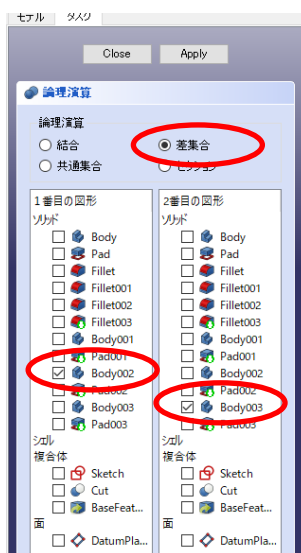 モデル タスク
Close Apply
論理演算
論理演算
結合 差集合
共通集合 セクション
1番目の図形 2番目の図形
ソリッド ソリッド
Body Body
Pad Pad
Fillet Fillet
Fillet001 Fillet001
Fillet002 Fillet002
Fillet003 Fillet003
Body001 Body001
Pad001 Pad001
Body002 Body002
Pad002 Pad002
Body003 Body003
Pad003 Pad003
シェル シェル
複合体 複合体
Sketch Sketch
Cut Cut
BaseFeat... BaseFeat...
面 面
DatumPla... DatumPla...